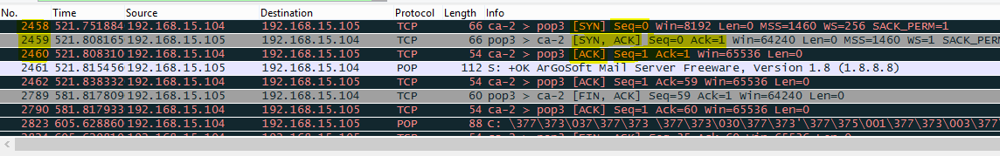 No. Time Source Destination Protocol Length Info
2458 521.751884 192.168.15.104 192.168.15.105 TCP 66 ca-2 > pop3 [SYN] Seq=0 Win=8192 Len=0 MSS=1460 WS=256 SACK_PERM=1
2459 521.808165 192.168.15.105 192.168.15.104 TCP 66 pop3 > ca-2 [SYN, ACK] Seq=0 Ack=1 Win=64240 Len=0 MSS=1460 WS=1 SACK_PERM
2460 521.808310 192.168.15.104 192.168.15.105 TCP 54 ca-2 > pop3 [ACK] Seq=1 Ack=1 Win=65536 Len=0
2461 521.815456 192.168.15.105 192.168.15.104 POP 112 S: +OK ArGoSoft Mail Server Freeware, Version 1.8 (1.8.8.8)
2462 521.838332 192.168.15.104 192.168.15.105 TCP 54 ca-2 > pop3 [ACK] Seq=1 Ack=59 Win=65536 Len=0
2789 581.817809 192.168.15.105 192.168.15.104 TCP 60 pop3 > ca-2 [FIN, ACK] Seq=59 Ack=1 Win=64240 Len=0
2790 581.817933 192.168.15.104 192.168.15.105 TCP 54 ca-2 > pop3 [ACK] Seq=1 Ack=60 Win=65536 Len=0
2823 605.628860 192.168.15.104 192.168.15.105 POP 88 C: \377\373\037\377\373 \377\373\030\377\373'\377\375\001\377\373\003\377